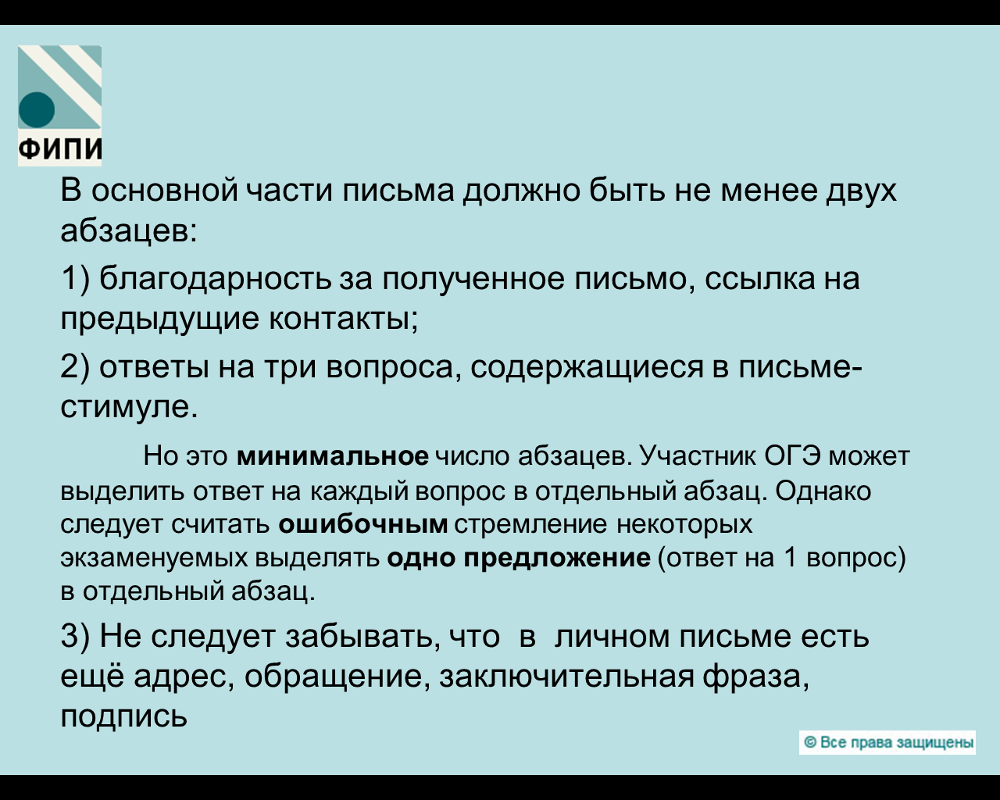 ФИПИ
В основной части письма должно быть не менее двух
абзацев:
1) благодарность за полученное письмо, ссылка на
предыдущие контакты;
2) ответы на три вопроса, содержащиеся в письме-
стимуле.
Но это минимальное число абзацев. Участник ОГЭ может
выделить ответ на каждый вопрос в отдельный абзац. Однако
следует считать ошибочным стремление некоторых
экзаменуемых выделять одно предложение (ответ на 1 вопрос)
в отдельный абзац.
3) Не следует забывать, что в личном письме есть
ещё адрес, обращение, заключительная фраза,
подпись
© Все права защищены